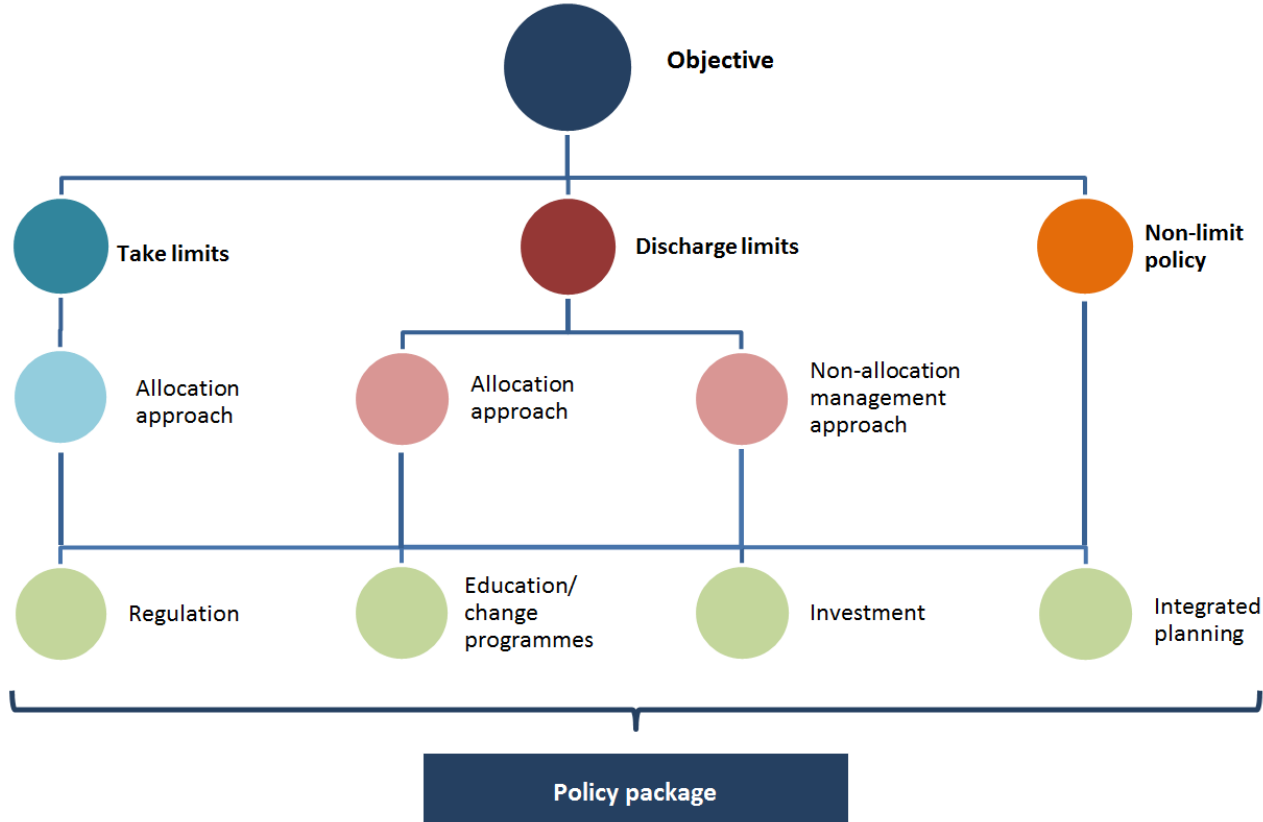 Objective
Take limits
Discharge limits
Non-limit
policy
Allocation
approach
Allocation
approach
Non-allocation
management
approach
Regulation
Education/
change
programmes
Investment
Integrated
planning
Policy package